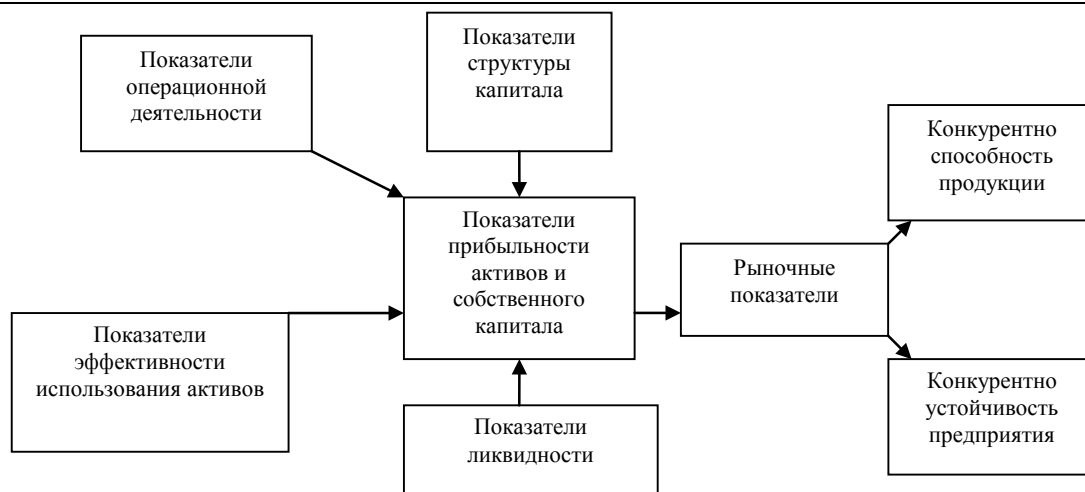 Показатели
операционной
деятельности
Показатели
структуры
капитала
Конкурентно
способность
продукции
Показатели
прибыльности
активов и
собственного
капитала
Рыночные
показатели
Показатели
эффективности
использования активов
Показатели
ликвидности
Конкурентно
устойчивость
предприятия